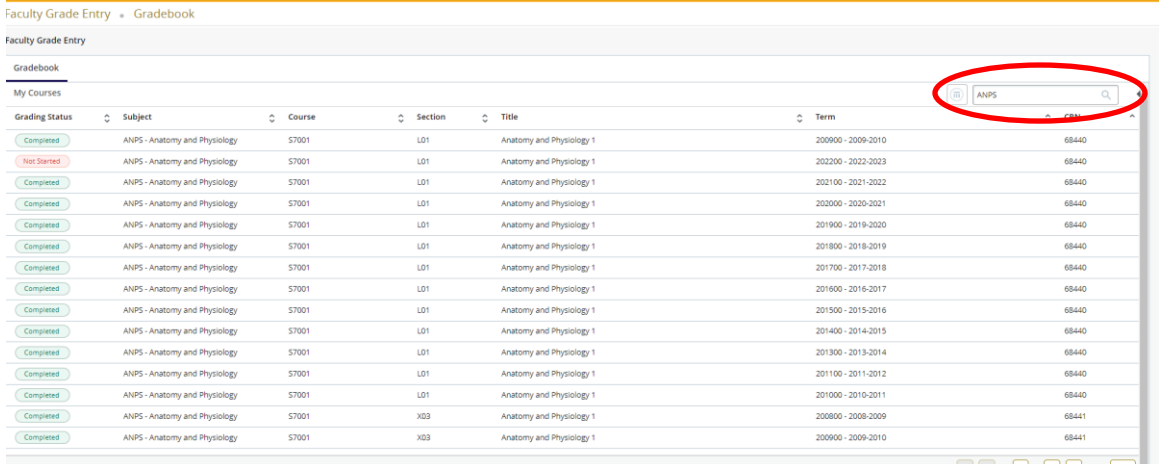 Faculty Grade Entry • Gradebook
Faculty Grade Entry
Gradebook
My Courses ANPS
Grading Status Subject Course Section Title Term CRN
Completed ANPS - Anatomy and Physiology S7001 L01 Anatomy and Physiology 1 200900 - 2009-2010 68440
Not Started ANPS - Anatomy and Physiology S7001 L01 Anatomy and Physiology 1 202200 - 2022-2023 68440
Completed ANPS - Anatomy and Physiology S7001 L01 Anatomy and Physiology 1 202100 - 2021-2022 68440
Completed ANPS - Anatomy and Physiology S7001 L01 Anatomy and Physiology 1 202000 - 2020-2021 68440
Completed ANPS - Anatomy and Physiology S7001 L01 Anatomy and Physiology 1 201900 - 2019-2020 68440
Completed ANPS - Anatomy and Physiology S7001 L01 Anatomy and Physiology 1 201800 - 2018-2019 68440
Completed ANPS - Anatomy and Physiology S7001 L01 Anatomy and Physiology 1 201700 - 2017-2018 68440
Completed ANPS - Anatomy and Physiology S7001 L01 Anatomy and Physiology 1 201600 - 2016-2017 68440
Completed ANPS - Anatomy and Physiology S7001 L01 Anatomy and Physiology 1 201500 - 2015-2016 68440
Completed ANPS - Anatomy and Physiology S7001 L01 Anatomy and Physiology 1 201400 - 2014-2015 68440
Completed ANPS - Anatomy and Physiology S7001 L01 Anatomy and Physiology 1 201300 - 2013-2014 68440
Completed ANPS - Anatomy and Physiology S7001 L01 Anatomy and Physiology 1 201100 - 2011-2012 68440
Completed ANPS - Anatomy and Physiology S7001 L01 Anatomy and Physiology 1 201000 - 2010-2011 68440
Completed ANPS - Anatomy and Physiology S7001 X03 Anatomy and Physiology 1 200800 - 2008-2009 68441
Completed ANPS - Anatomy and Physiology S7001 X03 Anatomy and Physiology 1 200900 - 2009-2010 68441